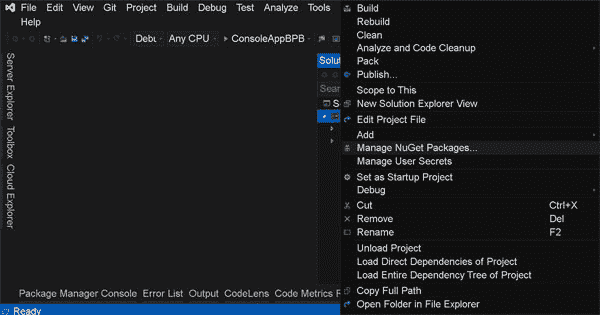 File Edit View Git Project Build Debug Test Analyze Tools
Help
Debu Any CPU ConsoleAppBPB
Server Explorer
Toolbox
Cloud Explorer
Solu
Sear
S
Build
Rebuild
Clean
Analyze and Code Cleanup
Pack
Publish...
Scope to This
New Solution Explorer View
Edit Project File
Add
Manage NuGet Packages...
Manage User Secrets
Set as Startup Project
Debug
Cut Ctrl+X
Remove Del
Rename F2
Unload Project
Load Direct Dependencies of Project
Load Entire Dependency Tree of Project
Copy Full Path
Open Folder in File Explorer
Package Manager Console Error List Output CodeLens Code Metrics R
Ready